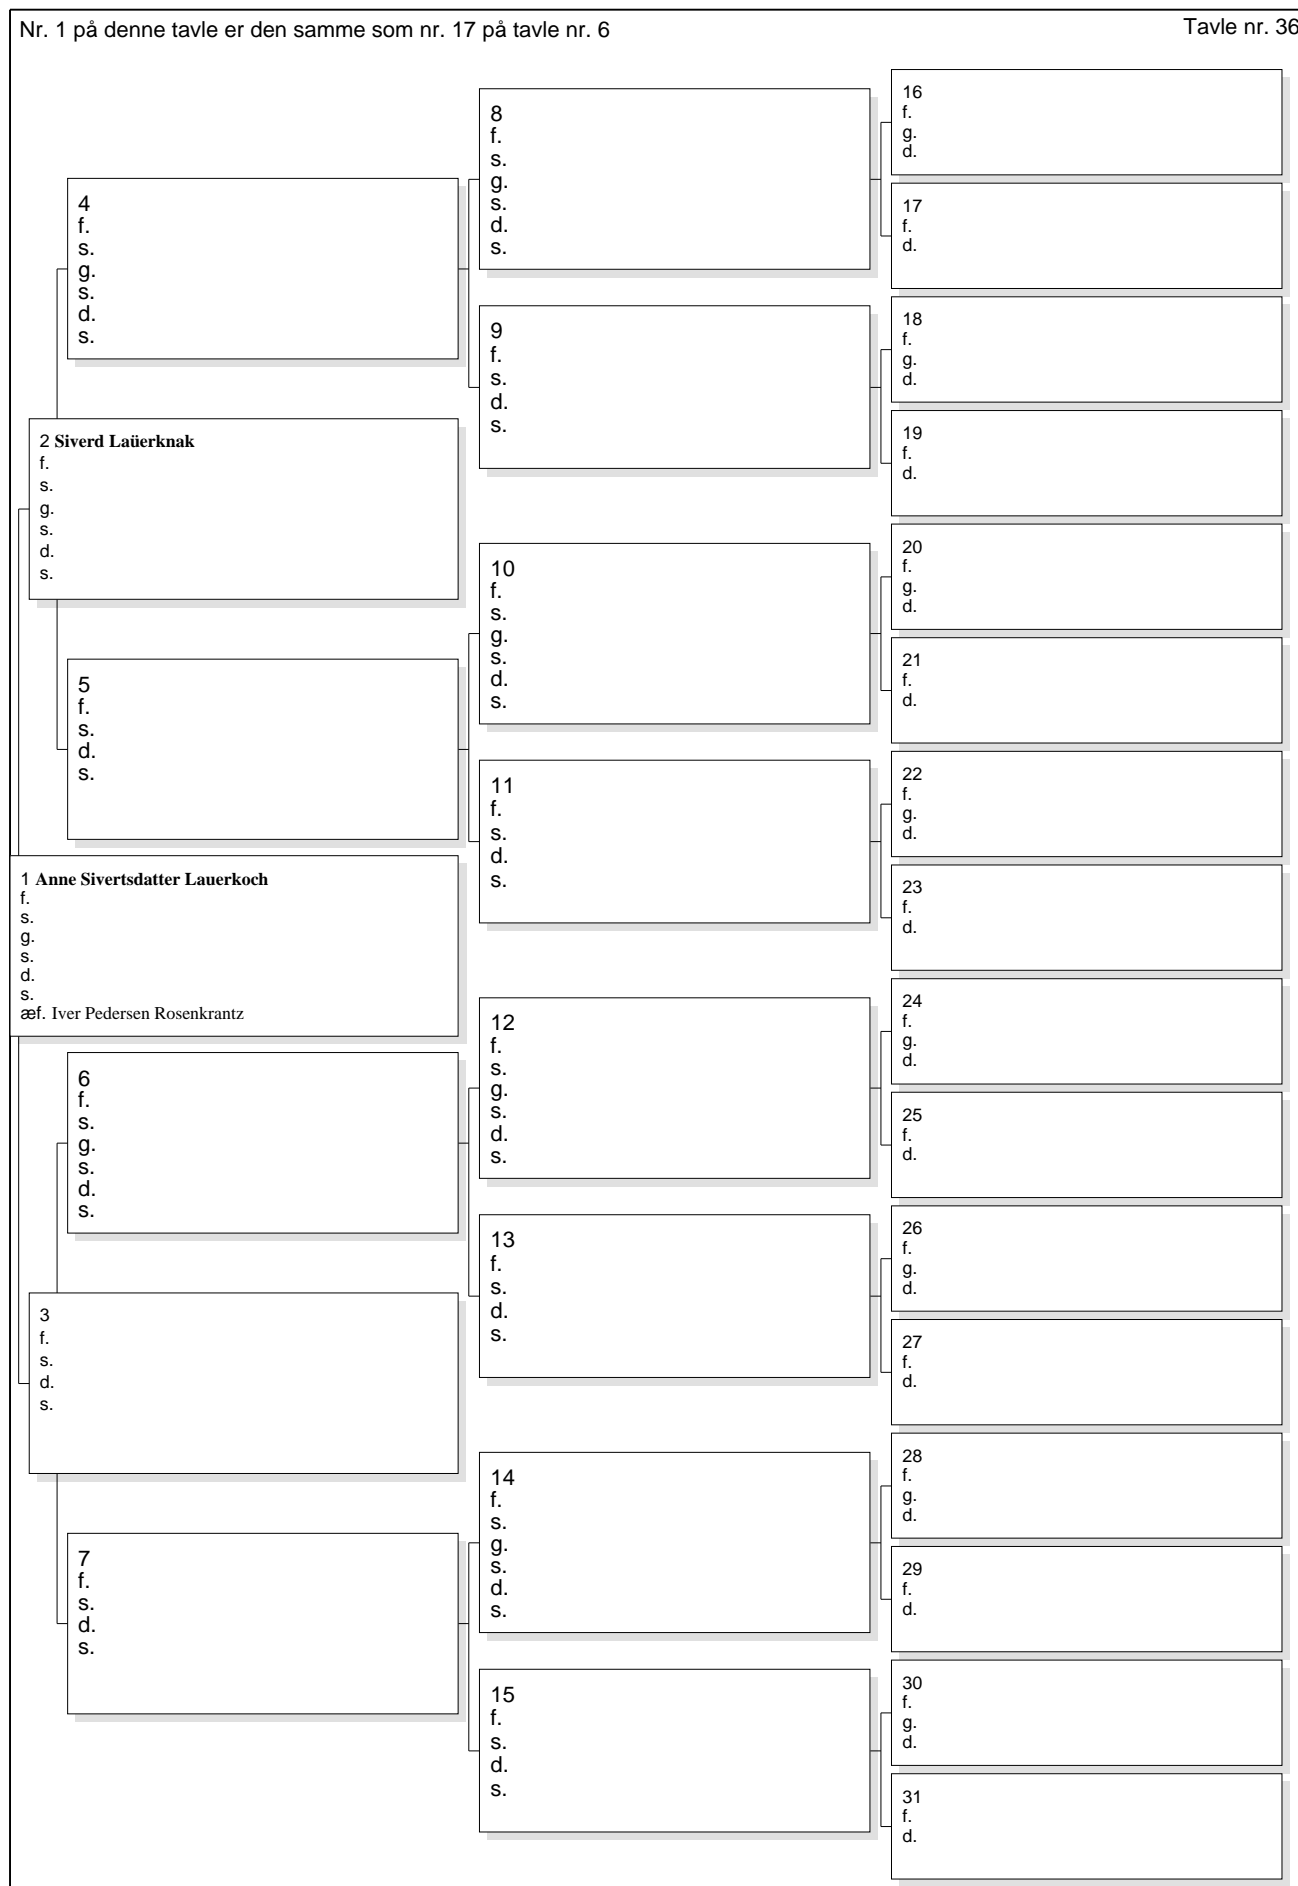 Nr. 1 på denne tavle er den samme som nr. 17 på tavle nr. 6
Tavle nr. 36
4
f.
s.
g.
s.
d.
s.
2 Siverd Laüerknak
f.
s.
g.
s.
d.
s.
5
f.
s.
d.
s.
1 Anne Sivertsdatter Lauerkoch
f.
s.
g.
s.
d.
s.
æf. Iver Pedersen Rosenkrantz
6
f.
s.
g.
s.
d.
s.
3
f.
s.
d.
s.
7
f.
s.
d.
s.
8
f.
s.
g.
s.
d.
s.
9
f.
s.
d.
s.
10
f.
s.
g.
s.
d.
s.
11
f.
s.
d.
s.
12
f.
s.
g.
s.
d.
s.
13
f.
s.
d.
s.
14
f.
s.
g.
s.
d.
s.
15
f.
s.
d.
s.
16
f.
g.
d.
17
f.
d.
18
f.
g.
d.
19
f.
d.
20
f.
g.
d.
21
f.
d.
22
f.
g.
d.
23
f.
d.
24
f.
g.
d.
25
f.
d.
26
f.
g.
d.
27
f.
d.
28
f.
g.
d.
29
f.
d.
30
f.
g.
d.
31
f.
d.